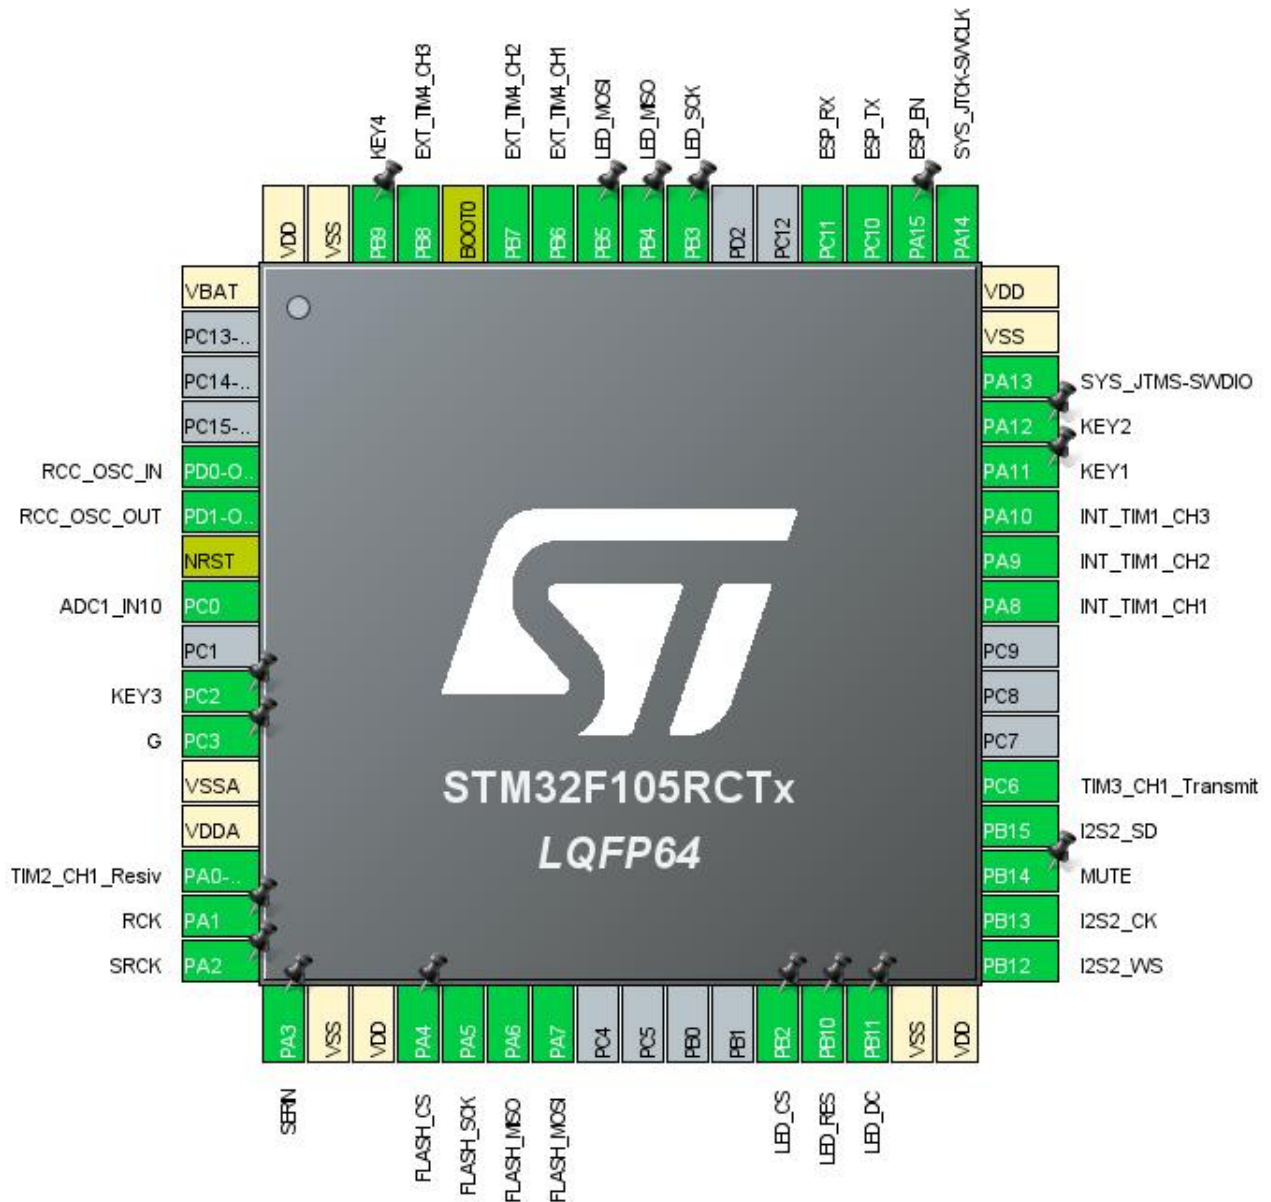 KEY4
EXT_TIM4_CH3
EXT_TIM4_CH2
EXT_TIM4_CH1
LED_MOSI
LED_MISO
LED_SCK
ESP_RX
ESP_TX
ESP_EN
SYS_JTCK-SWCLK
VDD
VSS
PB9
PB8
BOOT0
PB7
PB6
PB5
PB4
PB3
PD2
PC12
PC11
PC10
PA15
PA14
VBAT
PC13-..
PC14-..
PC15-..
RCC_OSC_IN PD0-O..
RCC_OSC_OUT PD1-O..
NRST
ADC1_IN10 PC0
PC1
KEY3 PC2
G PC3
VSSA
VDDA
TIM2_CH1_Resiv PA0-..
RCK PA1
SRCK PA2
ST
STM32F105RCTx
LQFP64
VDD
VSS
PA13 SYS_JTMS-SWDIO
PA12 KEY2
PA11 KEY1
PA10 INT_TIM1_CH3
PA9 INT_TIM1_CH2
PA8 INT_TIM1_CH1
PC9
PC8
PC7
PC6 TIM3_CH1_Transmit
PB15 I2S2_SD
PB14 MUTE
PB13 I2S2_CK
PB12 I2S2_WS
PA3
VSS
VDD
PA4
PA5
PA6
PA7
PC4
PC5
PB0
PB1
PB2
PB10
PB11
VSS
VDD
SERIN
FLASH_CS
FLASH_SCK
FLASH_MISO
FLASH_MOSI
LED_CS
LED_RES
LED_DC